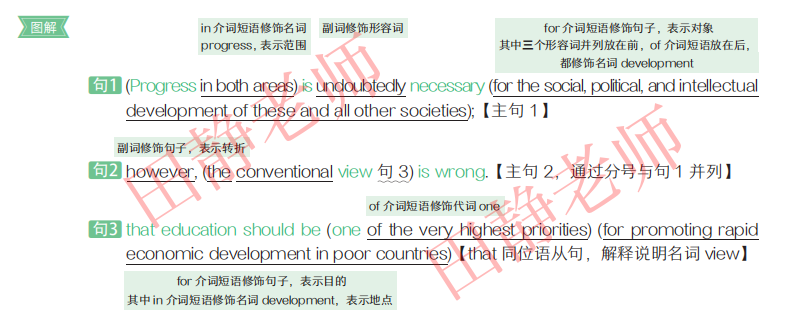 图解
in 介词短语修饰名词
progress，表示范围
副词修饰形容词
for 介词短语修饰句子，表示对象
其中三个形容词并列放在前，of 介词短语放在后，
都修饰名词 development
句1 (Progress in both areas) is undoubtedly necessary (for the social, political, and intellectual
development of these and all other societies);【主句 1】
副词修饰句子，表示转折
句2 however, (the conventional view 句 3) is wrong.【主句 2，通过分号与句 1 并列】
of 介词短语修饰代词 one
句3 that education should be (one of the very highest priorities) (for promoting rapid
economic development in poor countries)【that 同位语从句，解释说明名词 view】
for 介词短语修饰句子，表示目的
其中 in 介词短语修饰名词 development，表示地点
田静老师
田静老师